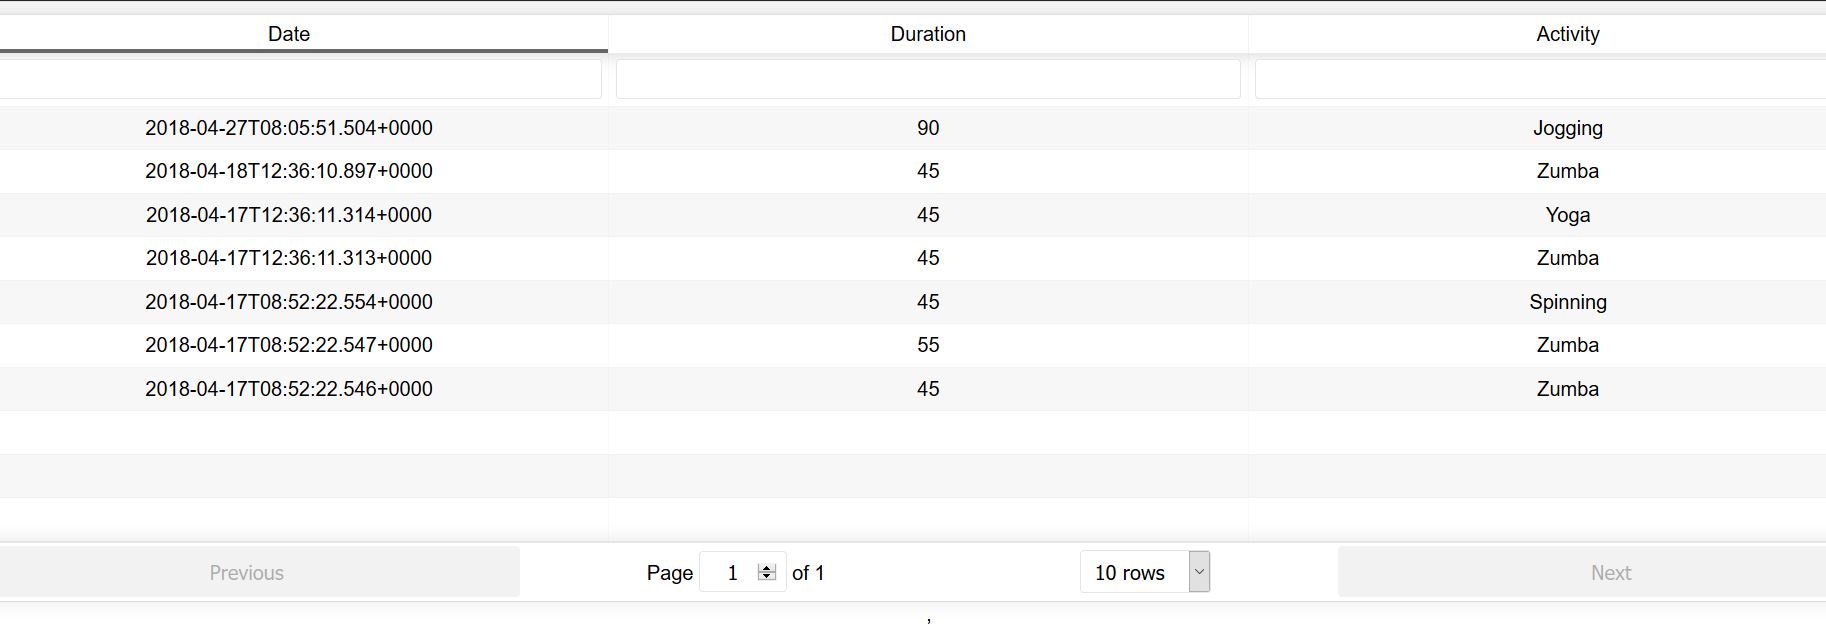 Date Duration Activity
2018-04-27T08:05:51.504+0000 90 Jogging
2018-04-18T12:36:10.897+0000 45 Zumba
2018-04-17T12:36:11.314+0000 45 Yoga
2018-04-17T12:36:11.313+0000 45 Zumba
2018-04-17T08:52:22.554+0000 45 Spinning
2018-04-17T08:52:22.547+0000 55 Zumba
2018-04-17T08:52:22.546+0000 45 Zumba
Previous Page 1 of 1 10 rows Next
,